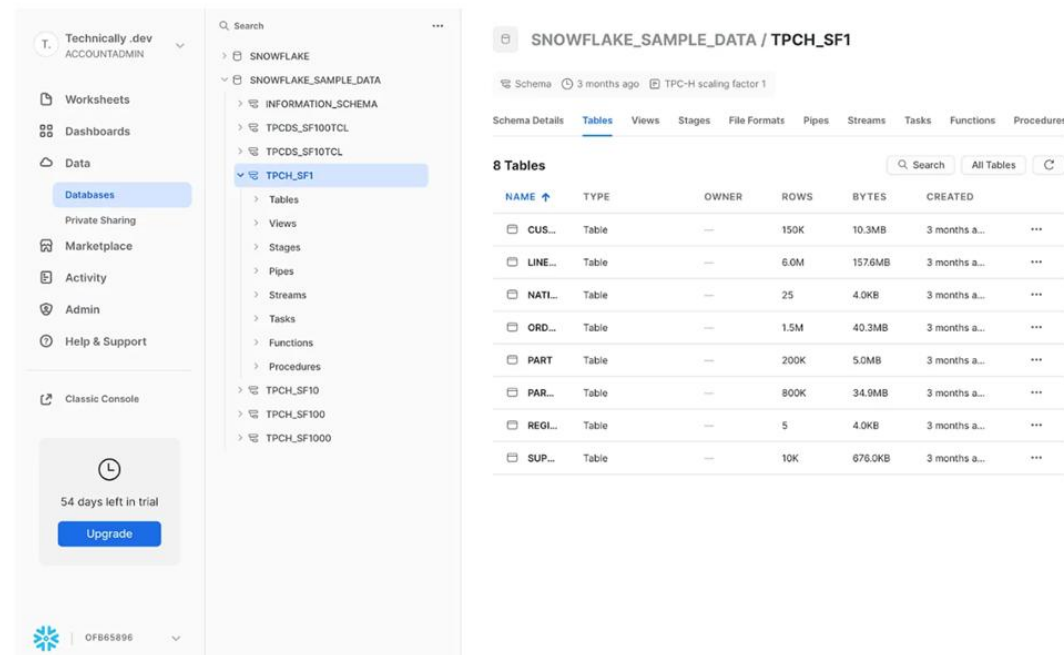 T. Technically .dev
ACCOUNTADMIN
Worksheets
Dashboards
Data
Databases
Private Sharing
Marketplace
Activity
Admin
Help & Support
Classic Console
54 days left in trial
Upgrade
OFB65896
Search ...
SNOWFLAKE
SNOWFLAKE_SAMPLE_DATA
INFORMATION_SCHEMA
TPCDS_SF100TCL
TPCDS_SF10TCL
TPCH_SF1
Tables
Views
Stages
Pipes
Streams
Tasks
Functions
Procedures
TPCH_SF10
TPCH_SF100
TPCH_SF1000
SNOWFLAKE_SAMPLE_DATA / TPCH_SF1
Schema 3 months ago TPC-H scaling factor 1
Schema Details Tables Views Stages File Formats Pipes Streams Tasks Functions Procedures
8 Tables Search All Tables
NAME ↑ TYPE OWNER ROWS BYTES CREATED
CUS... Table — 150K 10.3MB 3 months a... ...
LINE... Table — 6.0M 157.6MB 3 months a... ...
NATI... Table — 25 4.0KB 3 months a... ...
ORD... Table — 1.5M 40.3MB 3 months a... ...
PART Table — 200K 5.0MB 3 months a... ...
PAR... Table — 800K 34.9MB 3 months a... ...
REGI... Table — 5 4.0KB 3 months a... ...
SUP... Table — 10K 676.0KB 3 months a... ...